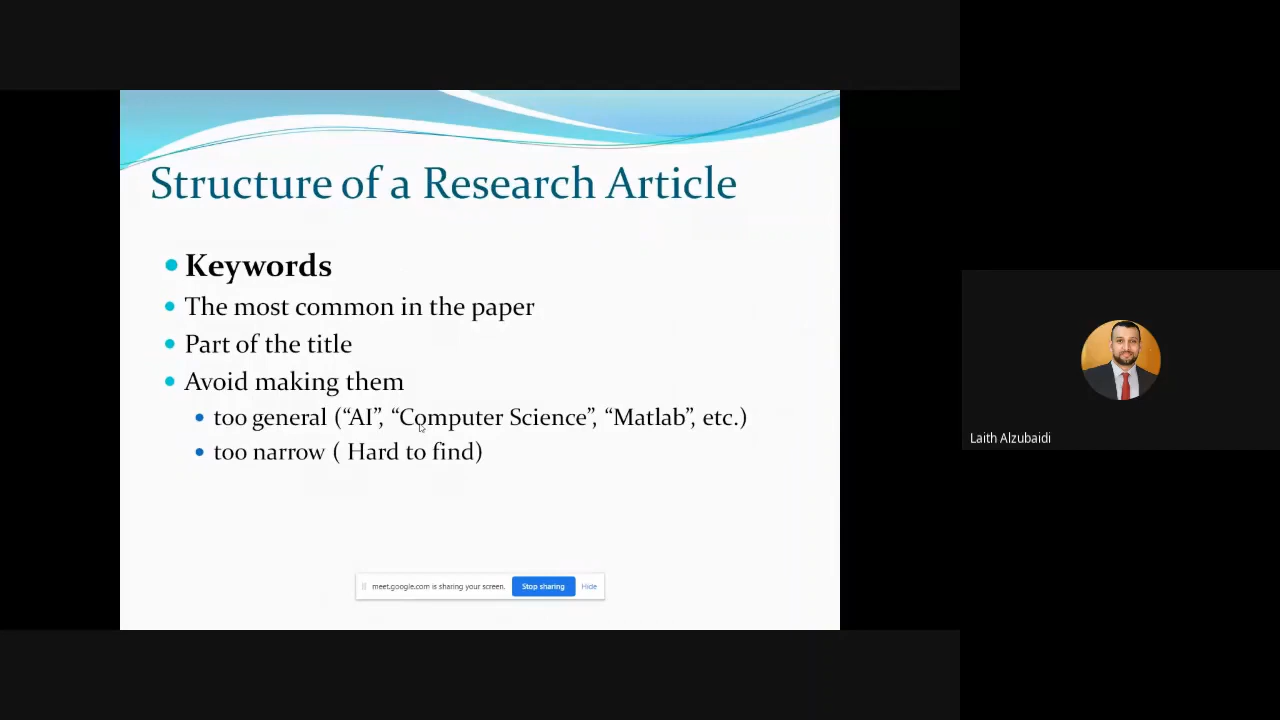 Structure of a Research Article
Keywords
The most common in the paper
Part of the title
Avoid making them
too general (“AI”, “Computer Science”, “Matlab”, etc.)
too narrow ( Hard to find)
meet.google.com is sharing your screen. Stop sharing Hide
Laith Alzubaidi